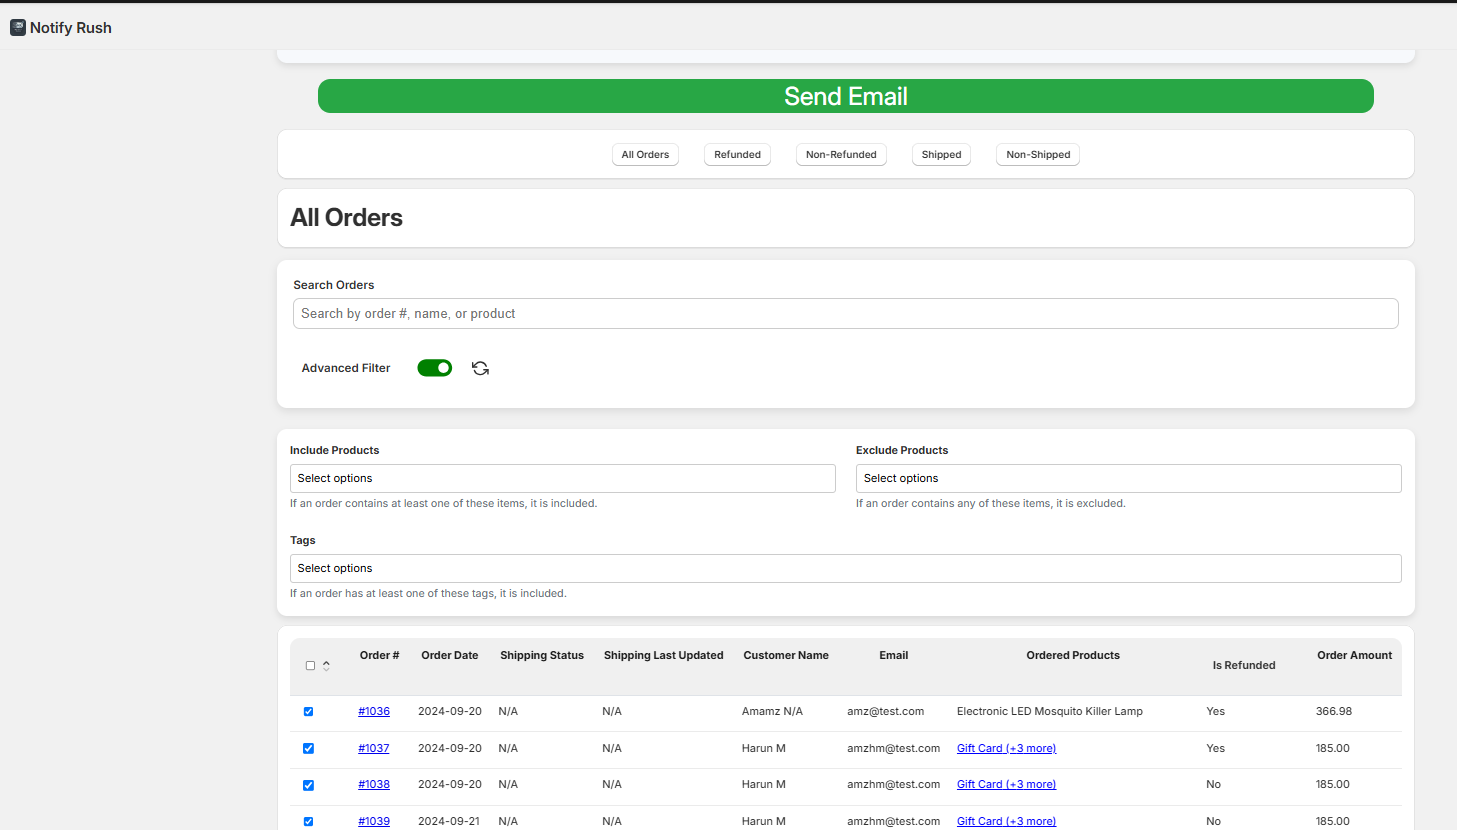 Notify Rush
Send Email
All Orders Refunded Non-Refunded Shipped Non-Shipped
All Orders
Search Orders
Search by order #, name, or product
Advanced Filter
Include Products Exclude Products
Select options Select options
If an order contains at least one of these items, it is included. If an order contains any of these items, it is excluded.
Tags
Select options
If an order has at least one of these tags, it is included.
Order # Order Date Shipping Status Shipping Last Updated Customer Name Email Ordered Products Is Refunded Order Amount
#1036 2024-09-20 N/A N/A Amamz N/A amz@test.com Electronic LED Mosquito Killer Lamp Yes 366.98
#1037 2024-09-20 N/A N/A Harun M amzhm@test.com Gift Card (+3 more) Yes 185.00
#1038 2024-09-20 N/A N/A Harun M amzhm@test.com Gift Card (+3 more) No 185.00
#1039 2024-09-21 N/A N/A Harun M amzhm@test.com Gift Card (+3 more) No 185.00